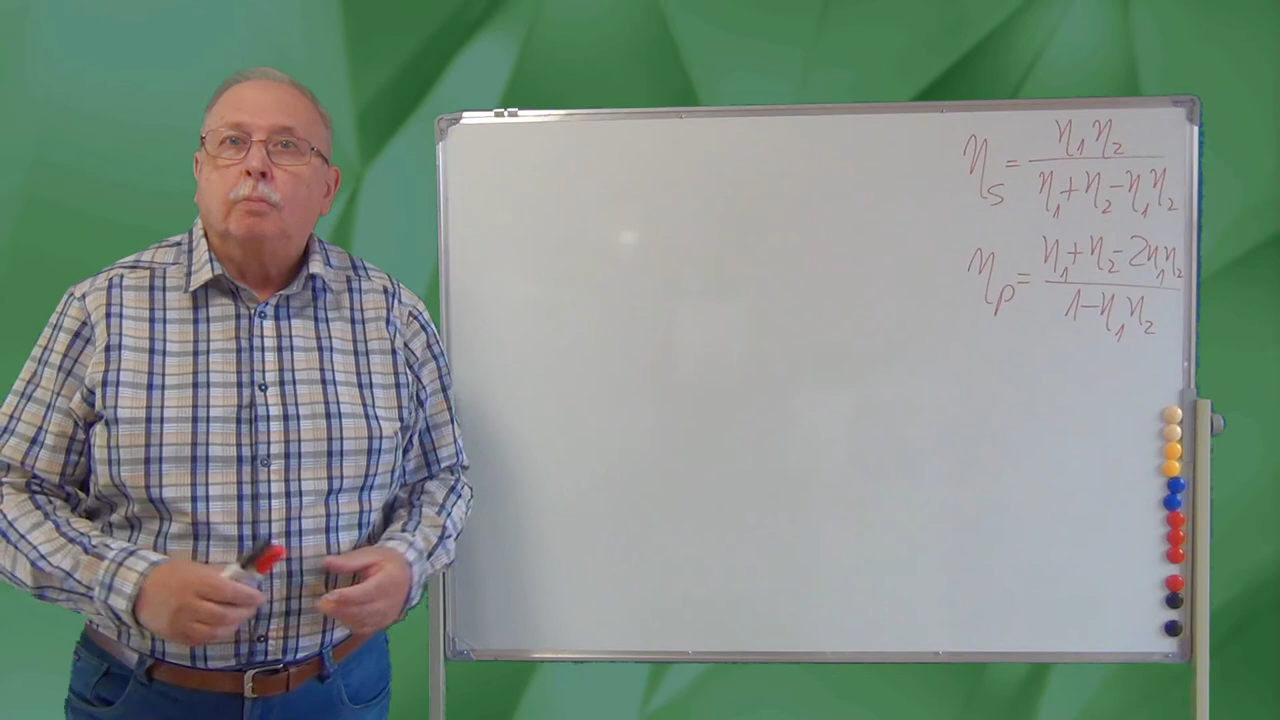 η_s = η₁η₂ / (η₁+η₂−η₁η₂)
η_p = (η₁+η₂−2η₁η₂) / (1−η₁η₂)